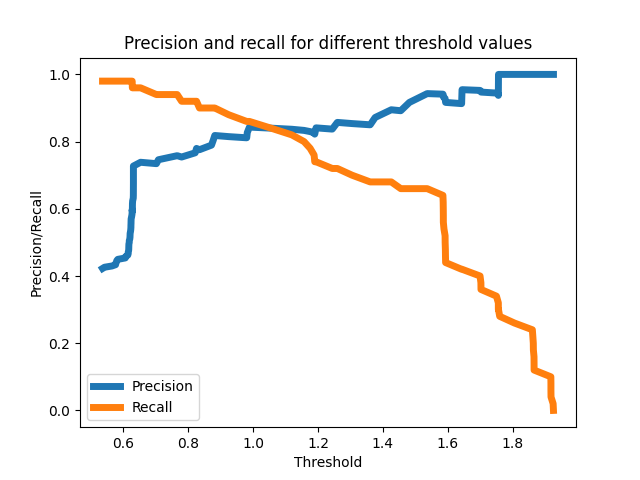 Precision and recall for different threshold values
Precision/Recall
1.0
0.8
0.6
0.4
0.2
0.0
Precision
Recall
0.6 0.8 1.0 1.2 1.4 1.6 1.8
Threshold